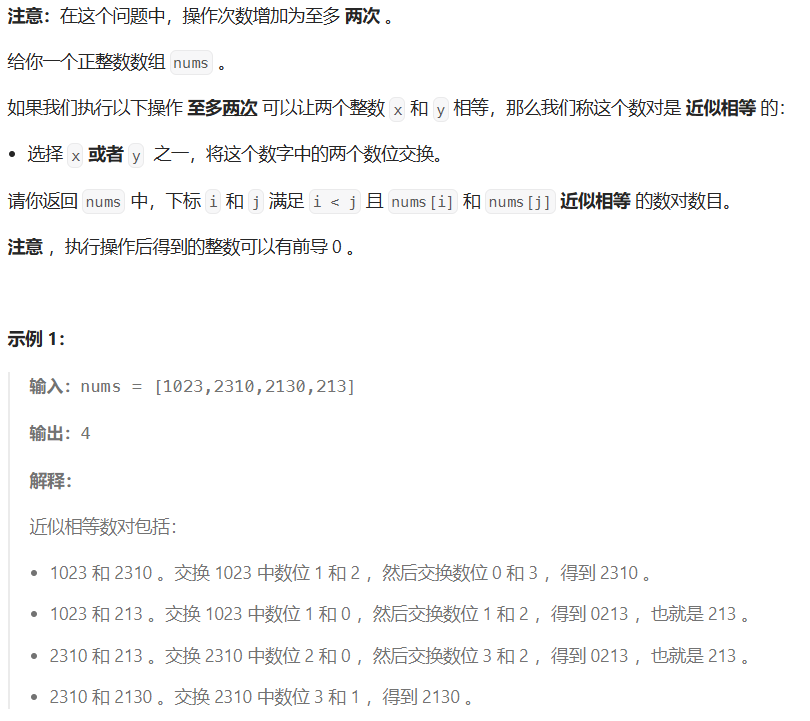 注意：在这个问题中，操作次数增加为至多 两次 。
给你一个正整数数组 nums 。
如果我们执行以下操作 至多两次 可以让两个整数 x 和 y 相等，那么我们称这个数对是 近似相等 的：
• 选择 x 或者 y 之一，将这个数字中的两个数位交换。
请你返回 nums 中，下标 i 和 j 满足 i < j 且 nums[i] 和 nums[j] 近似相等 的数对数目。
注意 ，执行操作后得到的整数可以有前导 0 。
示例 1：
输入：nums = [1023,2310,2130,213]
输出：4
解释：
近似相等数对包括：
• 1023 和 2310 。交换 1023 中数位 1 和 2 ，然后交换数位 0 和 3 ，得到 2310 。
• 1023 和 213 。交换 1023 中数位 1 和 0 ，然后交换数位 1 和 2 ，得到 0213 ，也就是 213 。
• 2310 和 213 。交换 2310 中数位 2 和 0 ，然后交换数位 3 和 2 ，得到 0213 ，也就是 213 。
• 2310 和 2130 。交换 2310 中数位 3 和 1 ，得到 2130 。